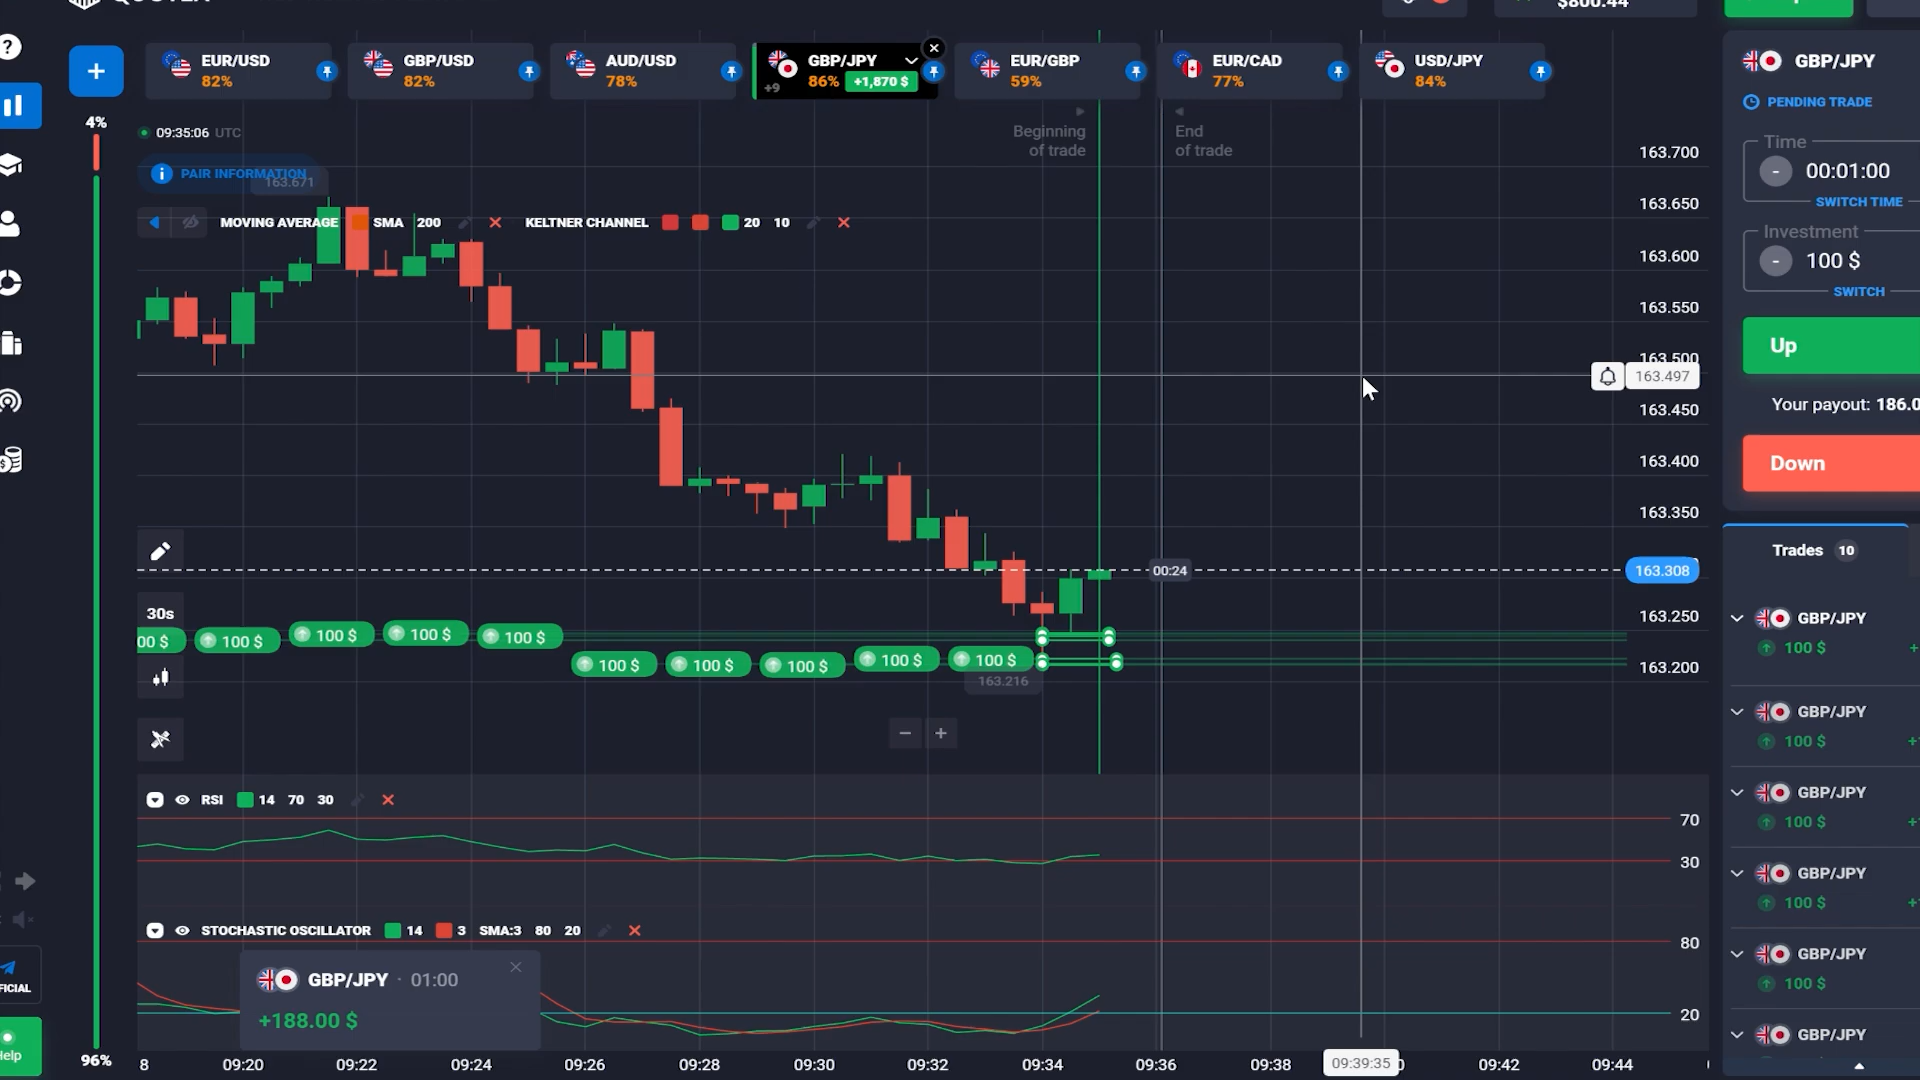 $800.44
EUR/USD
82%
GBP/USD
82%
AUD/USD
78%
GBP/JPY
+9
86%
+1,870 $
EUR/GBP
59%
EUR/CAD
77%
USD/JPY
84%
GBP/JPY
PENDING TRADE
4%
09:35:06 UTC
Beginning
of trade
End
of trade
PAIR INFORMATION
163.671
MOVING AVERAGE SMA 200
KELTNER CHANNEL 20 10
163.700
163.650
163.600
163.550
163.500
163.497
163.450
163.400
163.350
163.308
163.250
163.200
Time
00:01:00
SWITCH TIME
Investment
100 $
SWITCH
Up
Your payout: 186.0
Down
Trades 10
00:24
30s
00 $
100 $
100 $
100 $
100 $
100 $
100 $
100 $
100 $
100 $
163.216
GBP/JPY
100 $
GBP/JPY
100 $
GBP/JPY
100 $
GBP/JPY
100 $
GBP/JPY
100 $
GBP/JPY
RSI 14 70 30
70
30
STOCHASTIC OSCILLATOR 14 3 SMA:3 80 20
80
20
GBP/JPY · 01:00
+188.00 $
FICIAL
Help
96%
8
09:20
09:22
09:24
09:26
09:28
09:30
09:32
09:34
09:36
09:38
09:39:35
09:42
09:44